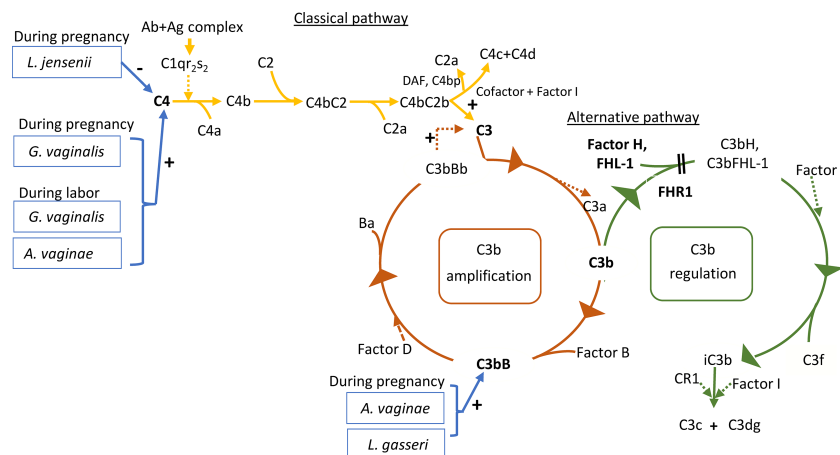 Classical pathway
Ab+Ag complex
During pregnancy
L. jensenii
-
C1qr2s2
C2
C2a
C4c+C4d
DAF, C4bp
Cofactor + Factor I
C4
C4b
C4bC2
C4bC2b
+
C4a
C2a
C3
During pregnancy
G. vaginalis
+
During labor
G. vaginalis
A. vaginae
+
C3bBb
Alternative pathway
Factor H,
FHL-1
FHR1
C3bH,
C3bFHL-1
Factor
C3a
Ba
C3b
amplification
C3b
C3b
regulation
Factor D
C3bB
Factor B
During pregnancy
A. vaginae
L. gasseri
+
iC3b
C3f
CR1
Factor I
C3c + C3dg